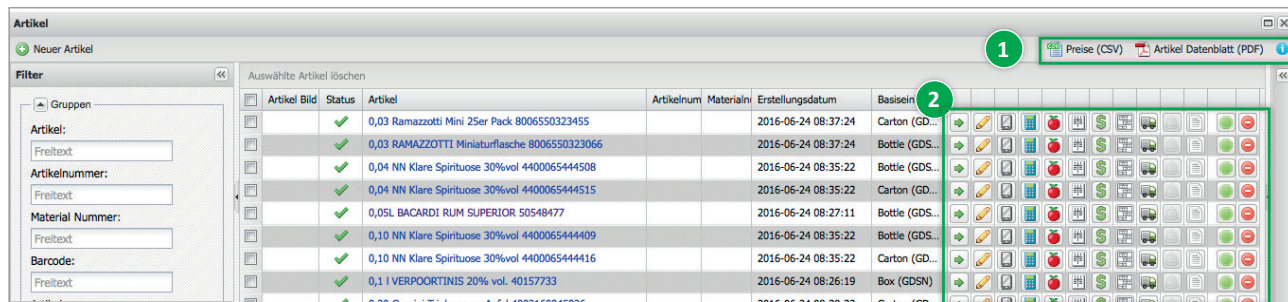 Artikel
Neuer Artikel
1
Preise (CSV) Artikel Datenblatt (PDF)
Filter
Auswählte Artikel löschen
Gruppen
Artikel Bild Status Artikel Artikelnum Materialnu Erstellungsdatum Basisein
2
0,03 Ramazzotti Mini 25er Pack 8006550323455 2016-06-24 08:37:24 Carton (GD...
Artikel:
Freitext
0,03 RAMAZZOTTI Miniaturflasche 8006550323066 2016-06-24 08:37:24 Bottle (GDS...
0,04 NN Klare Spirituose 30%vol 4400065444508 2016-06-24 08:35:22 Bottle (GDS...
Artikelnummer:
Freitext
0,04 NN Klare Spirituose 30%vol 4400065444515 2016-06-24 08:35:22 Carton (GD...
Material Nummer:
0,05L BACARDI RUM SUPERIOR 50548477 2016-06-24 08:27:11 Bottle (GDS...
Freitext
0,10 NN Klare Spirituose 30%vol 4400065444409 2016-06-24 08:35:22 Bottle (GDS...
Barcode:
0,10 NN Klare Spirituose 30%vol 4400065444416 2016-06-24 08:35:22 Carton (GD...
Freitext
0,1 l VERPOORTINIS 20% vol. 40157733 2016-06-24 08:26:19 Box (GDSN)